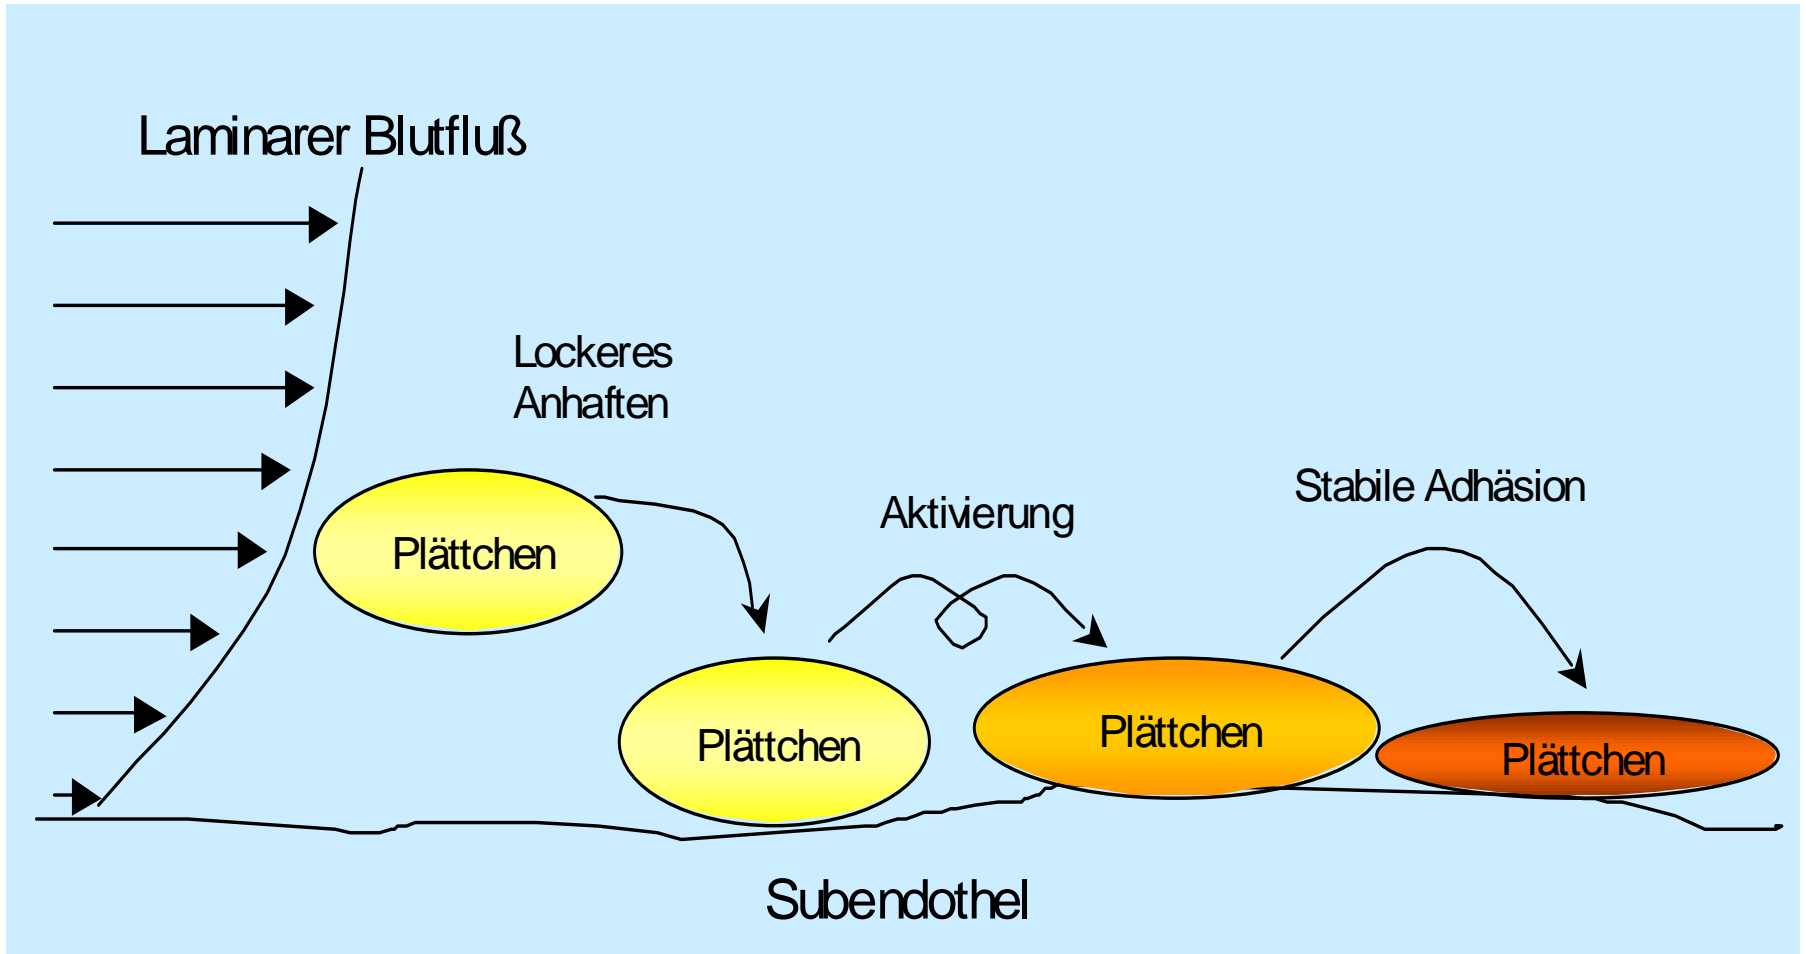 Laminarer Blutfluß
Lockeres
Anhaften
Aktivierung
Stabile Adhäsion
Plättchen
Plättchen
Plättchen
Plättchen
Subendothel